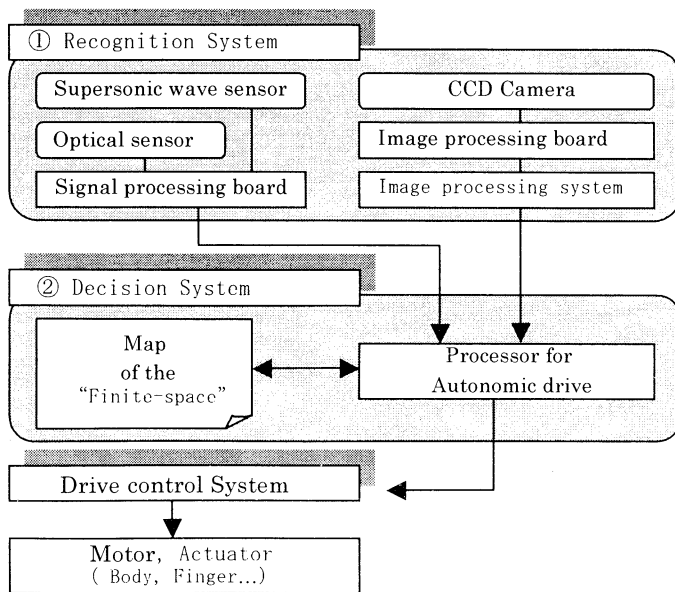 ① Recognition System
Supersonic wave sensor
Optical sensor
Signal processing board
CCD Camera
Image processing board
Image processing system
② Decision System
Map
of the
“Finite-space”
Processor for
Autonomic drive
Drive control System
Motor, Actuator
( Body, Finger...)